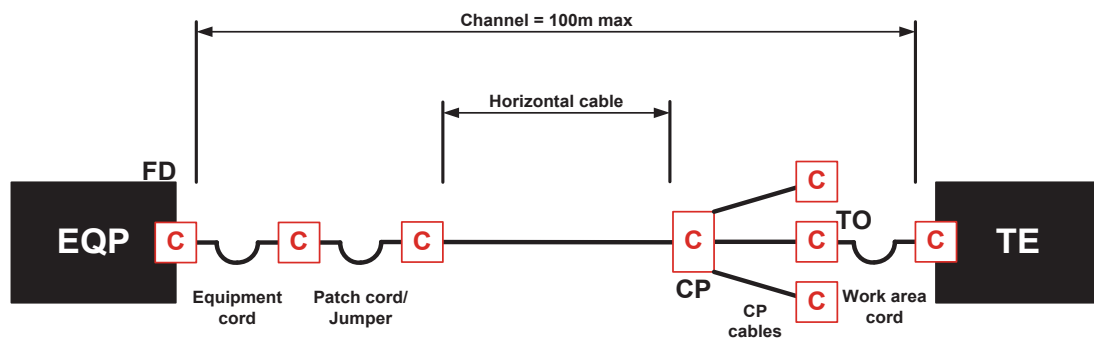 Channel = 100m max
Horizontal cable
FD
EQP
C
C
C
C
C
C
C
C
TO
TE
CP
Equipment
cord
Patch cord/
Jumper
CP
cables
Work area
cord